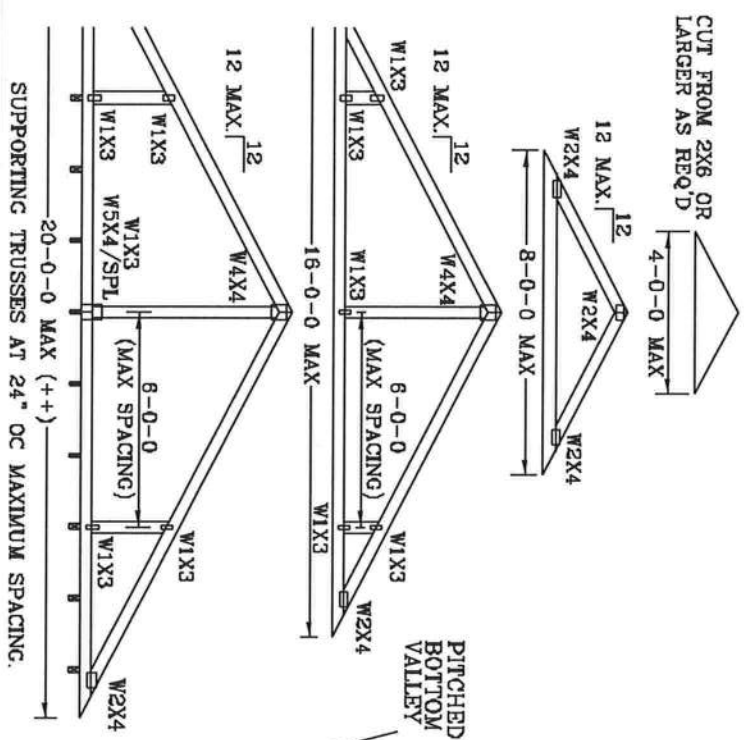 CUT FROM 2X6 OR
LARGER AS REQ'D
4-0-0 MAX
12
12 MAX.
W2X4
W2X4
W2X4
8-0-0 MAX
12
12 MAX.
W1X3
W4X4
W1X3
W1X3
6-0-0
(MAX SPACING)
W1X3
W1X3
W2X4
16-0-0 MAX
12
12 MAX.
W1X3
W4X4
W1X3
W1X3
W5X4/SPL
6-0-0
(MAX SPACING)
W1X3
W1X3
W2X4
20-0-0 MAX (++)
SUPPORTING TRUSSES AT 24" OC MAXIMUM SPACING.
PITCHED
BOTTOM
VALLEY